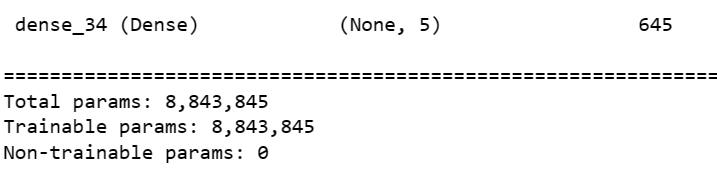 dense_34 (Dense) (None, 5) 645
=================================================================
Total params: 8,843,845
Trainable params: 8,843,845
Non-trainable params: 0